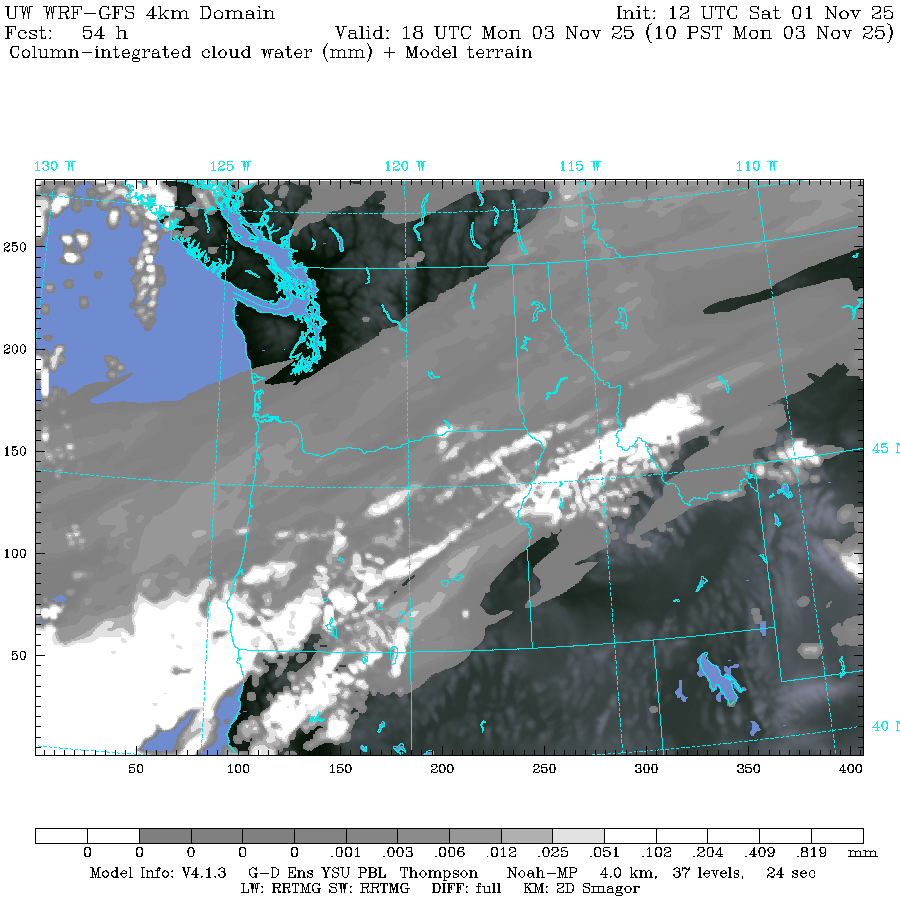 UW WRF-GFS 4km Domain Init: 12 UTC Sat 01 Nov 25
Fcst: 54 h Valid: 18 UTC Mon 03 Nov 25 (10 PST Mon 03 Nov 25)
Column-integrated cloud water (mm) + Model terrain
130 W 125 W 120 W 115 W 110 W
250
200
150 45 N
100
50
40 N
50 100 150 200 250 300 350 400
0 0 0 0 0 .001 .003 .006 .012 .025 .051 .102 .204 .409 .819 mm
Model Info: V4.1.3 G-D Ens YSU PBL Thompson Noah-MP 4.0 km, 37 levels, 24 sec
LW: RRTMG SW: RRTMG DIFF: full KM: 2D Smagor